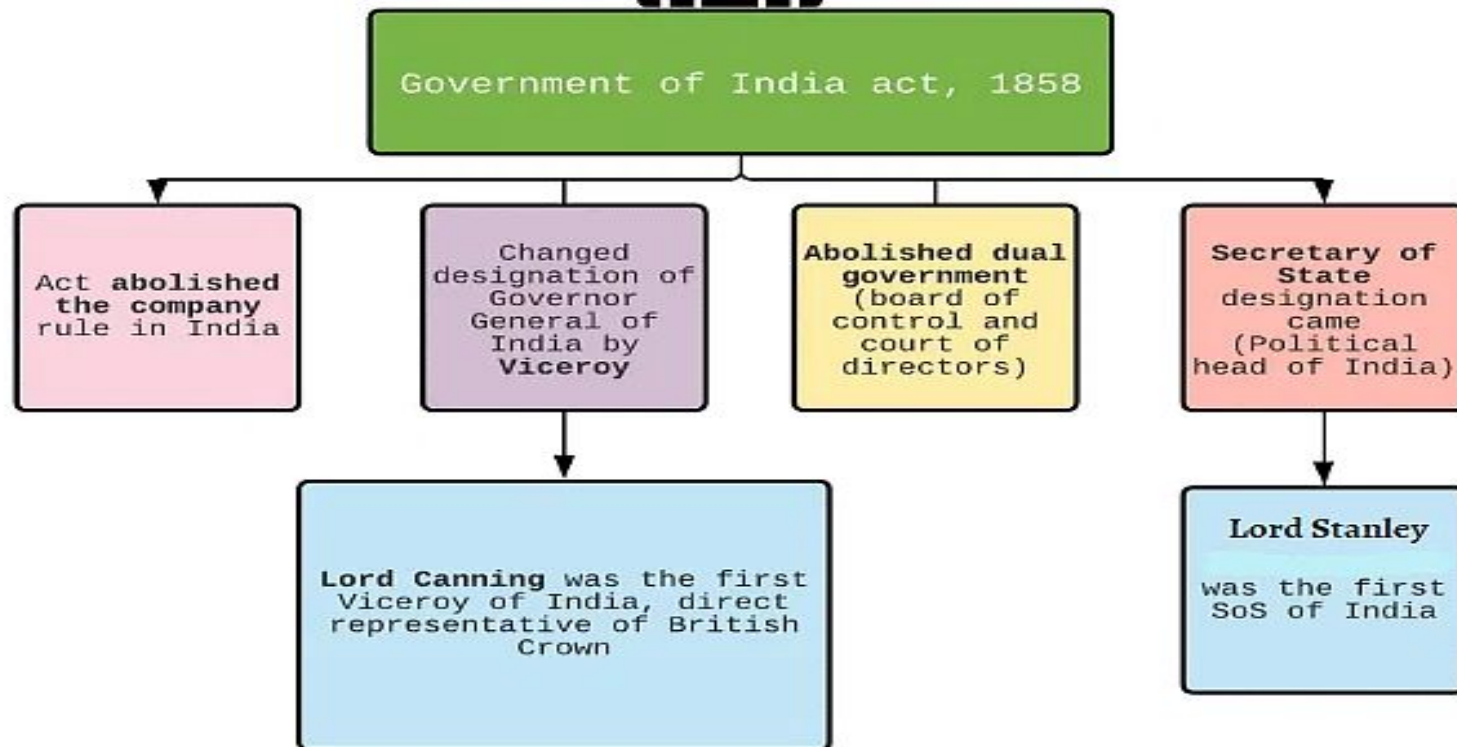 Government of India act, 1858
Act abolished
the company
rule in India
Changed
designation of
Governor
General of
India by
Viceroy
Abolished dual
government
(board of
control and
court of
directors)
Secretary of
State
designation
came
(Political
head of India)
Lord Canning was the first
Viceroy of India, direct
representative of British
Crown
Lord Stanley
was the first
SoS of India